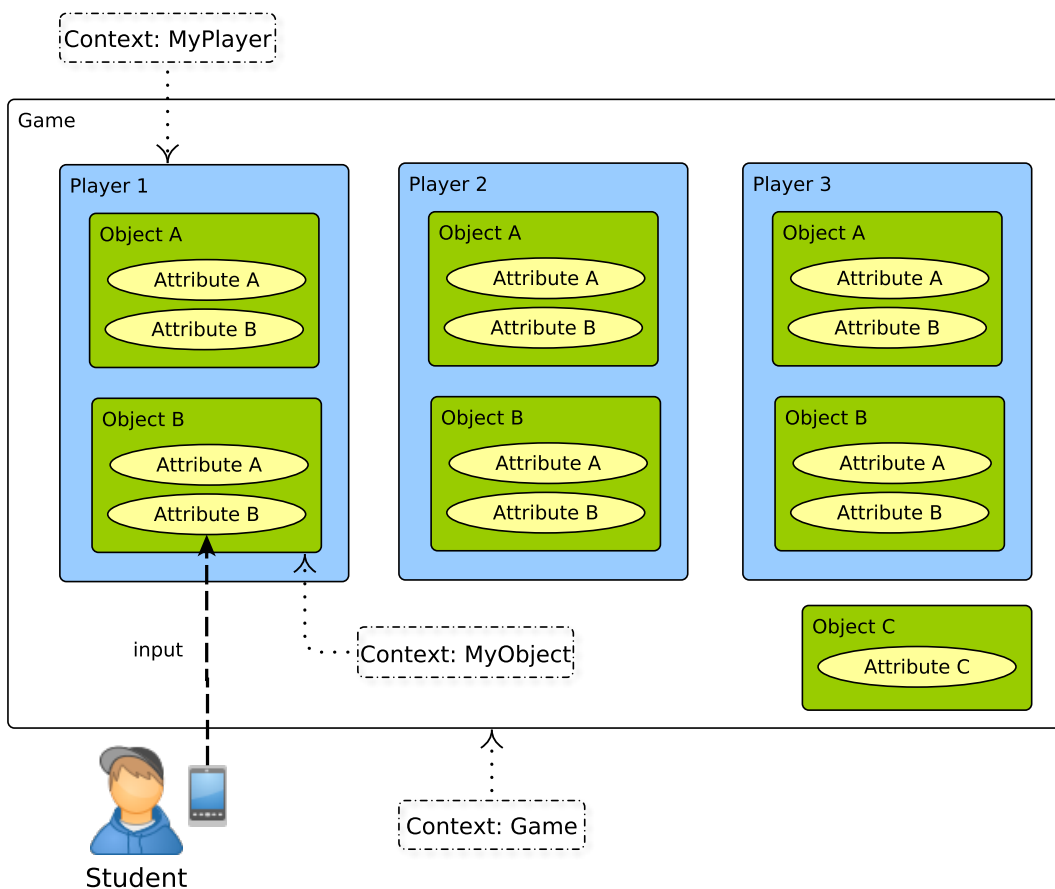 Context: MyPlayer
Game
Player 1
Object A
Attribute A
Attribute B
Object B
Attribute A
Attribute B
Player 2
Object A
Attribute A
Attribute B
Object B
Attribute A
Attribute B
Player 3
Object A
Attribute A
Attribute B
Object B
Attribute A
Attribute B
input
Context: MyObject
Object C
Attribute C
Context: Game
Student